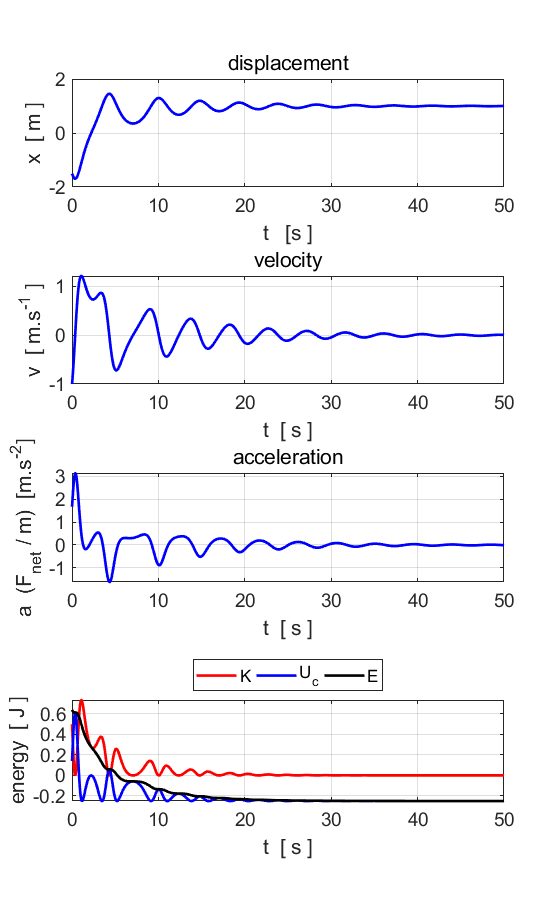 displacement
2
0
-2
x [ m ]
0 10 20 30 40 50
t [s ]
velocity
1
0
-1
v [ m.s-1 ]
0 10 20 30 40 50
t [ s ]
acceleration
3
2
1
0
-1
a (Fnet / m) [m.s-2]
0 10 20 30 40 50
t [ s ]
K Uc E
0.6
0.4
0.2
0
-0.2
energy [ J ]
0 10 20 30 40 50
t [ s ]